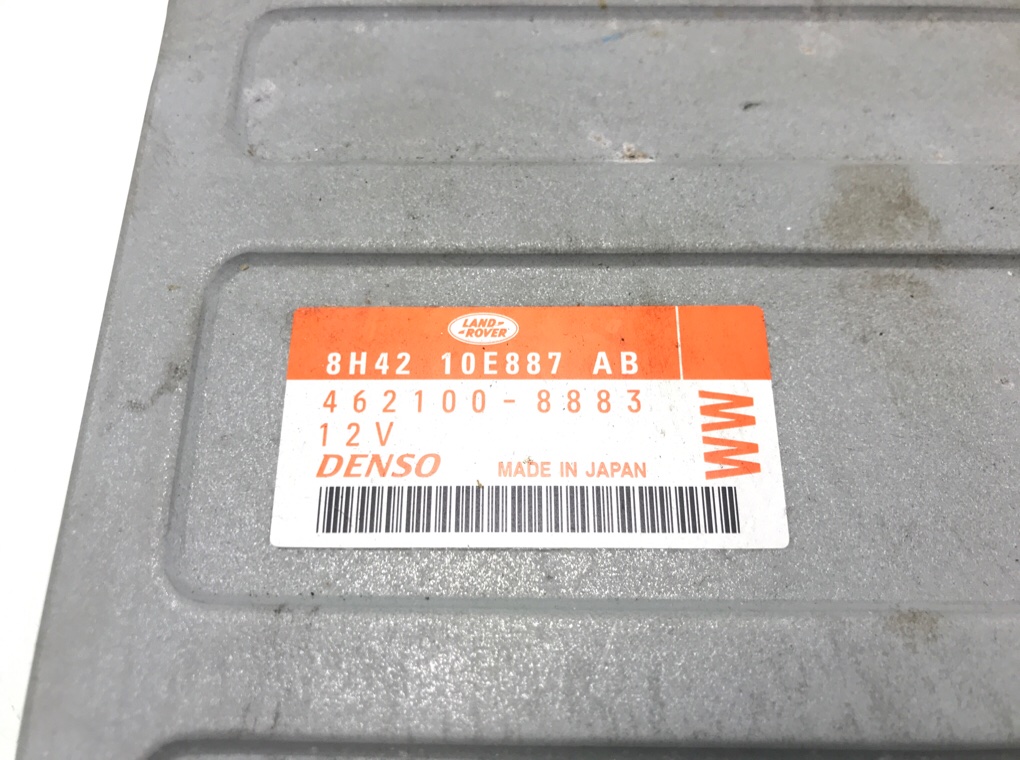 LAND-
-ROVER
8H42 10E887 AB
462100-8883
12V
DENSO MADE IN JAPAN
WW